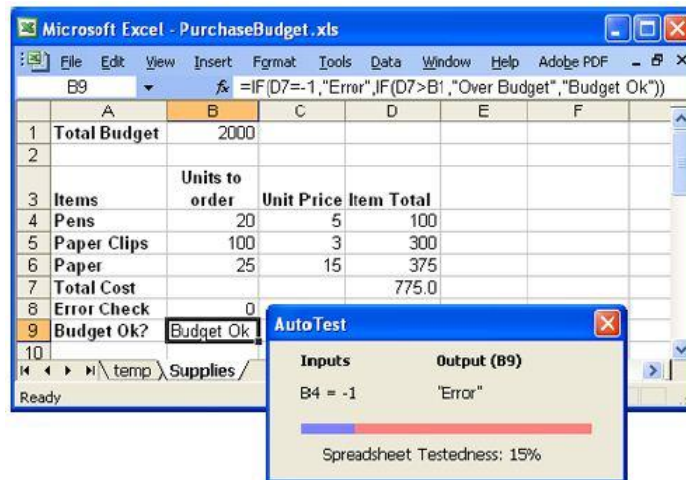 Microsoft Excel - PurchaseBudget.xls
File Edit View Insert Format Tools Data Window Help Adobe PDF
B9 fx =IF(D7=-1,"Error",IF(D7>B1,"Over Budget","Budget Ok"))
A B C D E F
1 Total Budget 2000
2
3 Items Units to order Unit Price Item Total
4 Pens 20 5 100
5 Paper Clips 100 3 300
6 Paper 25 15 375
7 Total Cost 775.0
8 Error Check 0
9 Budget Ok? Budget Ok
10
temp Supplies
Ready
AutoTest
Inputs Output (B9)
B4 = -1 "Error"
Spreadsheet Testedness: 15%